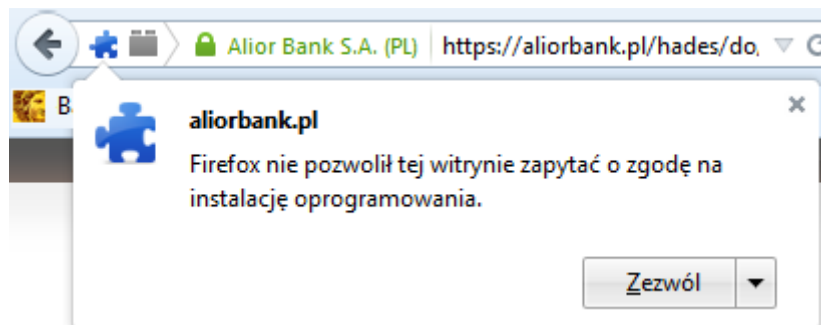 Alior Bank S.A. (PL) https://aliorbank.pl/hades/do
B
aliorbank.pl
Firefox nie pozwolił tej witrynie zapytać o zgodę na
instalację oprogramowania.
Zezwól